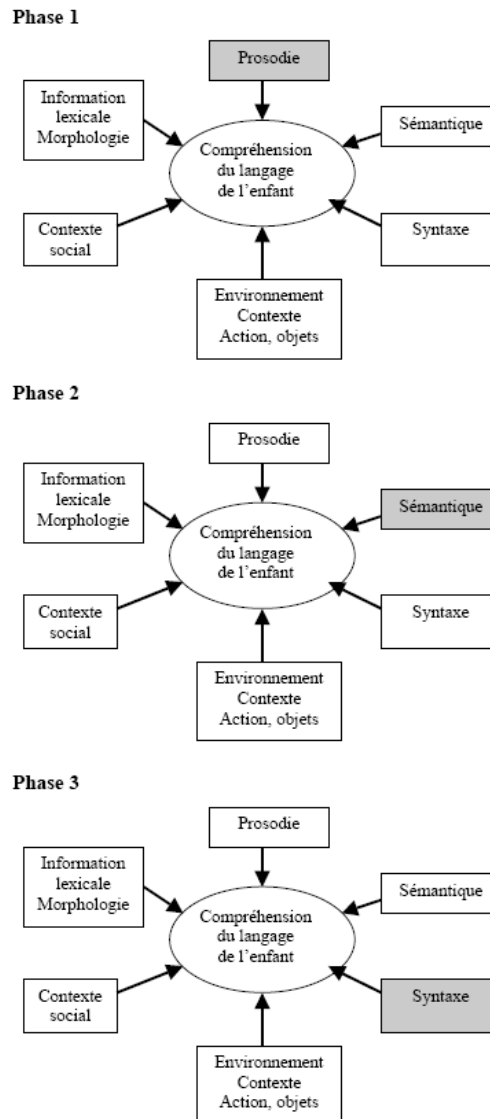 Phase 1
Prosodie
Information
lexicale
Morphologie
Sémantique
Compréhension
du langage
de l'enfant
Contexte
social
Syntaxe
Environnement
Contexte
Action, objets
Phase 2
Prosodie
Information
lexicale
Morphologie
Sémantique
Compréhension
du langage
de l'enfant
Contexte
social
Syntaxe
Environnement
Contexte
Action, objets
Phase 3
Prosodie
Information
lexicale
Morphologie
Sémantique
Compréhension
du langage
de l'enfant
Contexte
social
Syntaxe
Environnement
Contexte
Action, objets